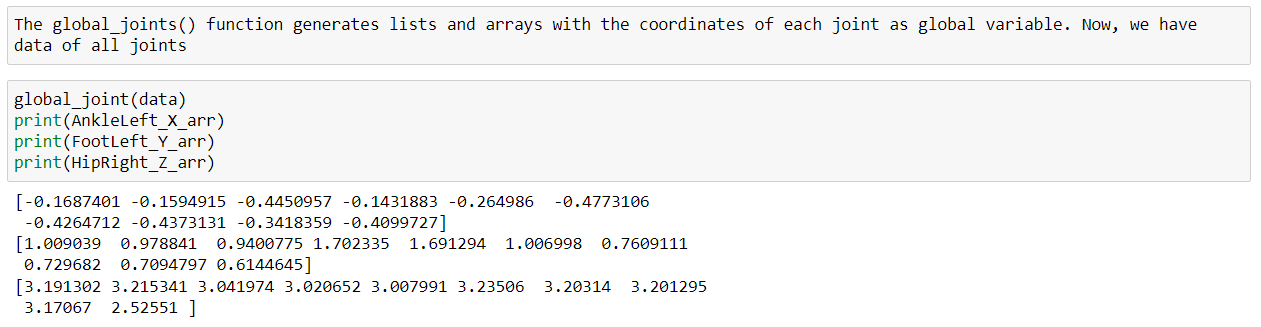 The global_joints() function generates lists and arrays with the coordinates of each joint as global variable. Now, we have
data of all joints
global_joint(data)
print(AnkleLeft_X_arr)
print(FootLeft_Y_arr)
print(HipRight_Z_arr)
[-0.1687401 -0.1594915 -0.4450957 -0.1431883 -0.264986  -0.4773106
 -0.4264712 -0.4373131 -0.3418359 -0.4099727]
[1.009039  0.978841  0.9400775 1.702335  1.691294  1.006998  0.7609111
 0.729682  0.7094797 0.6144645]
[3.191302 3.215341 3.041974 3.020652 3.007991 3.23506  3.20314  3.201295
 3.17067  2.52551 ]